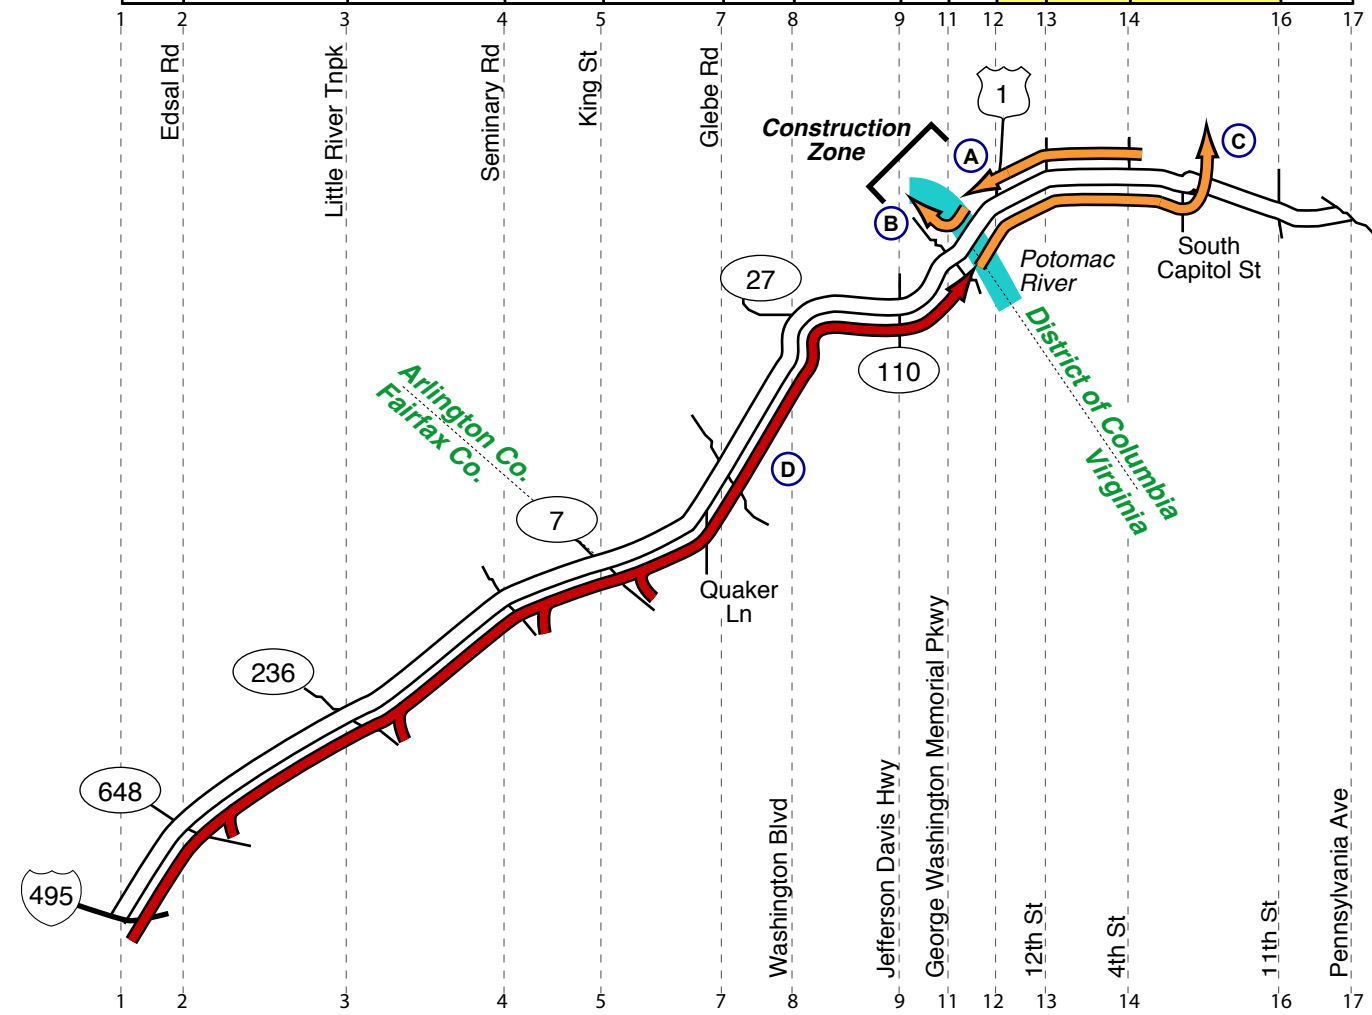 1 2 3 4 5 7 8 9 11 12 13 14 16 17
Edsal Rd
Little River Tnpk
Seminary Rd
King St
Glebe Rd
1
Construction
Zone
A
C
B
South
Capitol St
Potomac
River
27
110
District of Columbia
Virginia
Arlington Co.
Fairfax Co.
D
7
Quaker
Ln
236
648
495
Washington Blvd
Jefferson Davis Hwy
George Washington Memorial Pkwy
12th St
4th St
11th St
Pennsylvania Ave
1 2 3 4 5 7 8 9 11 12 13 14 16 17